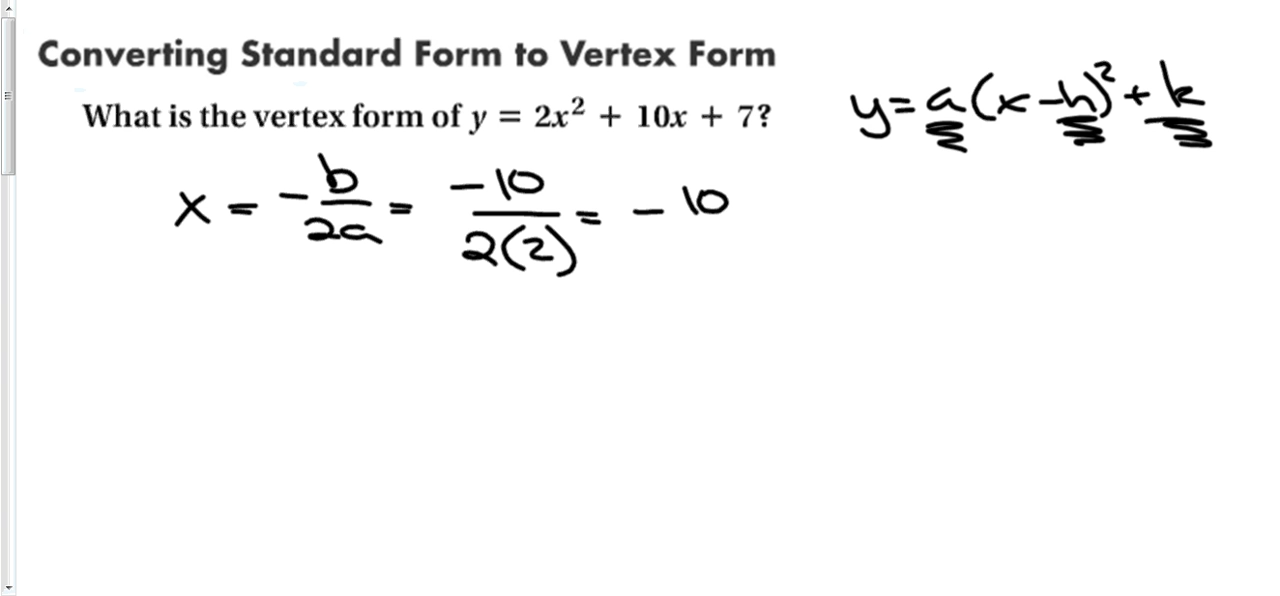 Converting Standard Form to Vertex Form
What is the vertex form of y = 2x² + 10x + 7?
y = a(x - h)² + k
x = -b/2a = -10/2(2) = -10